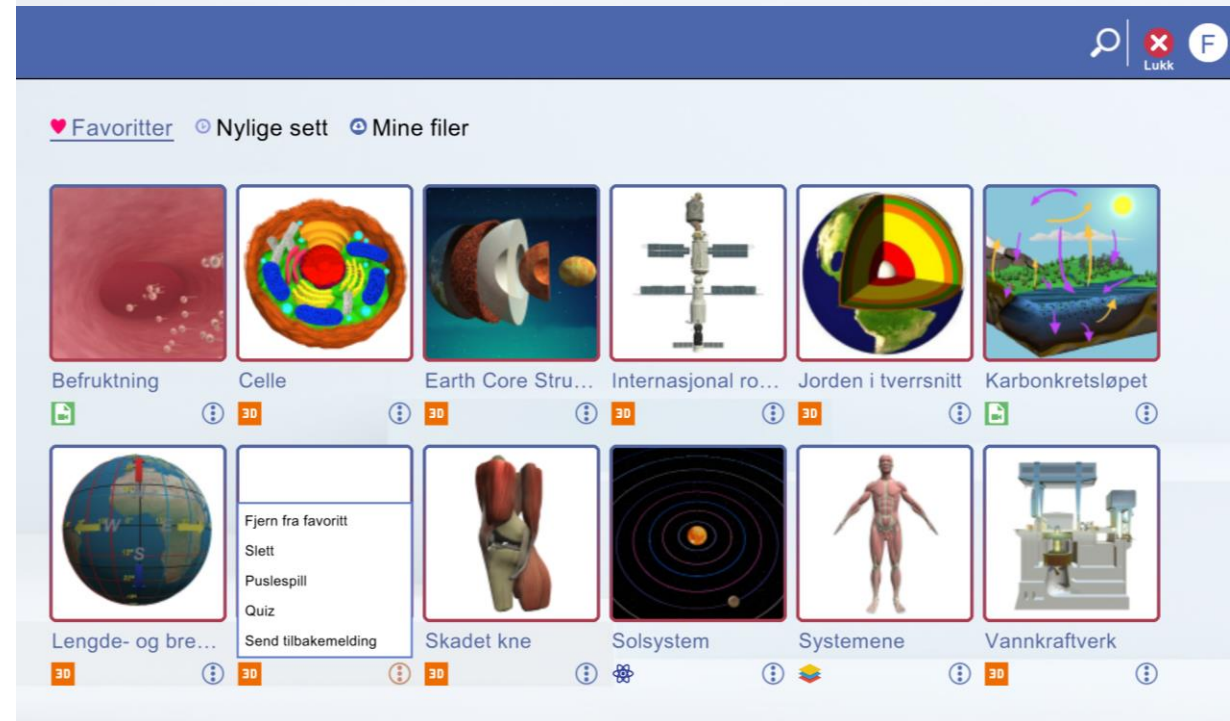 F
Lukk
Favoritter Nylige sett Mine filer
Befruktning Celle Earth Core Stru... Internasjonal ro... Jorden i tverrsnitt Karbonkretsløpet
3D 3D 3D 3D
W E
S
Fjern fra favoritt
Slett
Puslespill
Quiz
Send tilbakemelding
Lengde- og bre... Skadet kne Solsystem Systemene Vannkraftverk
3D 3D 3D 3D